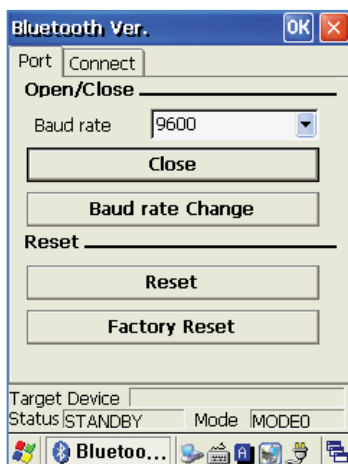 Bluetooth Ver. OK
Port Connect
Open/Close
Baud rate 9600
Close
Baud rate Change
Reset
Reset
Factory Reset
Target Device
Status STANDBY Mode MODE0
Bluetoo... A